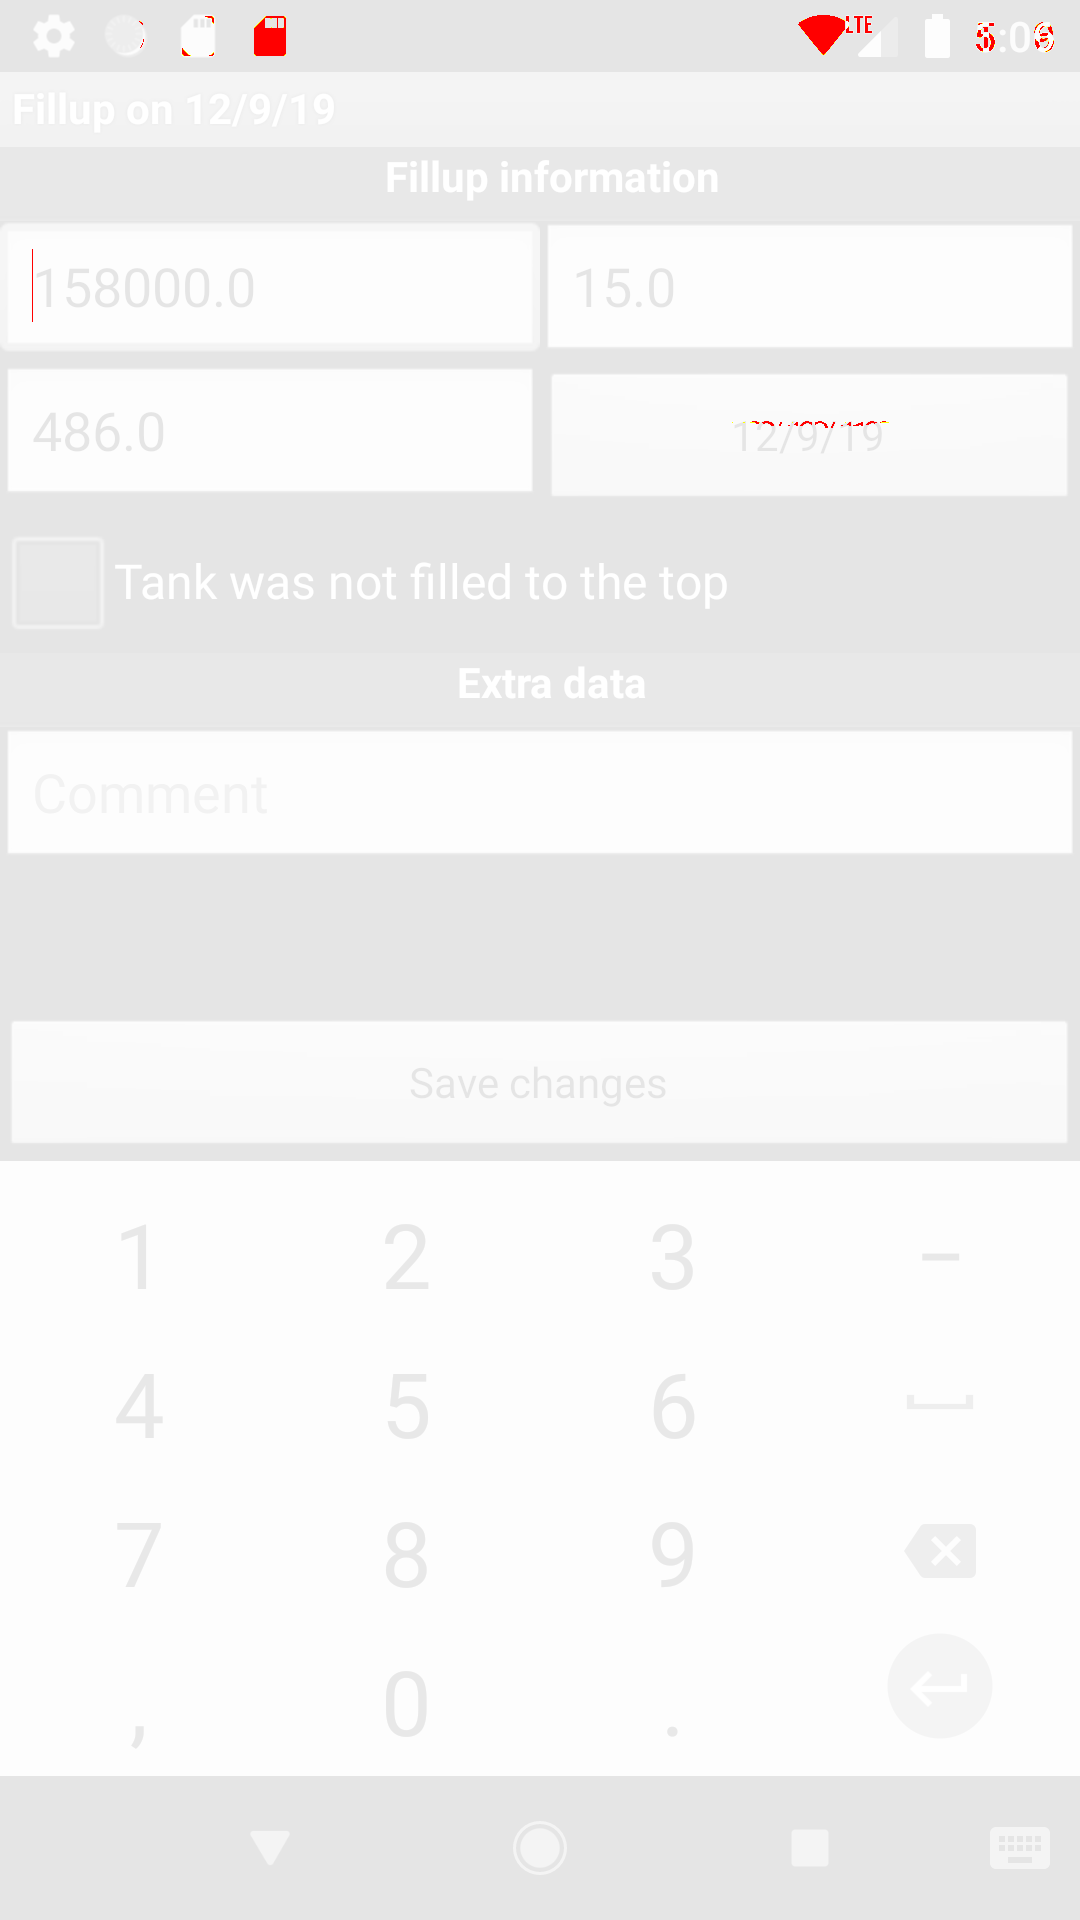 LTE
Fillup on 12/9/19
Fillup information
158000.0 15.0
486.0 12/9/19
Tank was not filled to the top
Extra data
Comment
Save changes
1 2 3 –
4 5 6
7 8 9
, 0 .